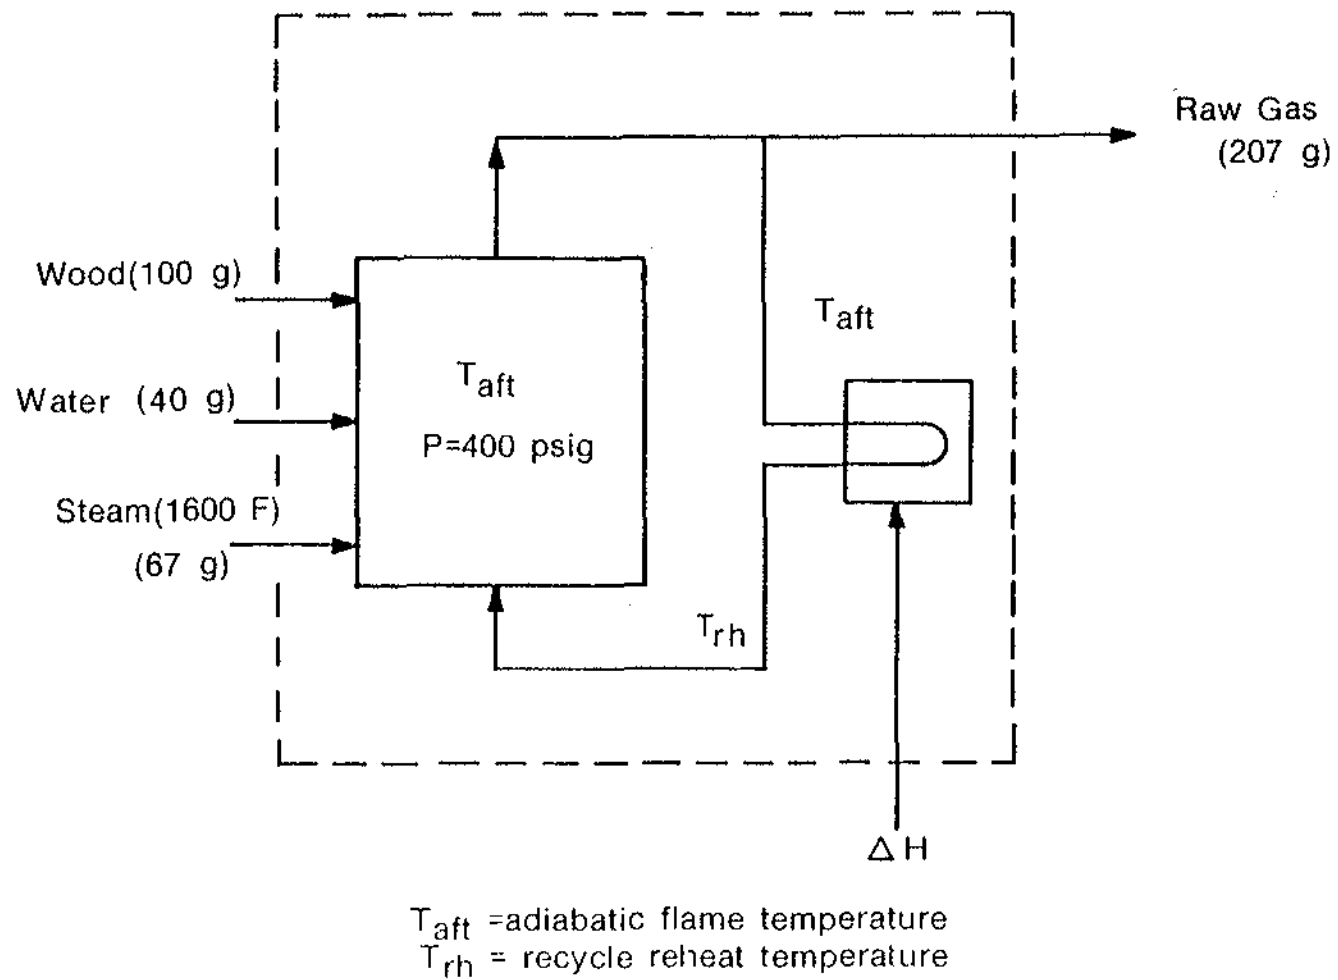 Raw Gas
(207 g)
Wood(100 g)
Taft
Taft
P=400 psig
Water (40 g)
Steam(1600 F)
(67 g)
Trh
ΔH
Taft =adiabatic flame temperature
Trh = recycle reheat temperature